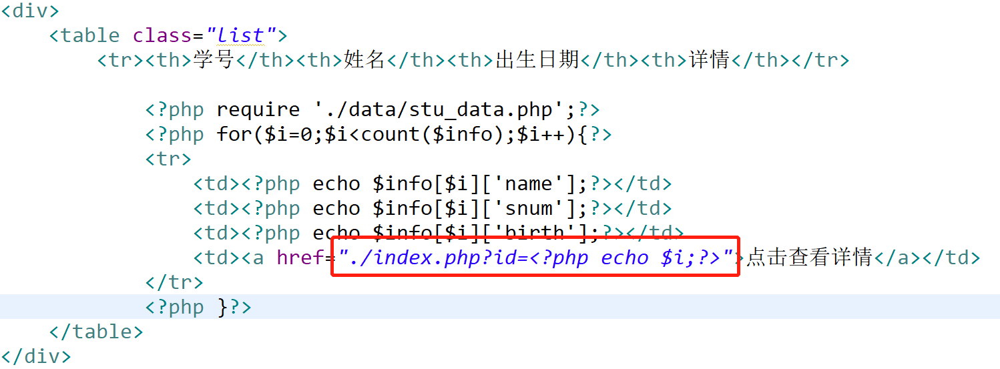 <div>
<table class="list">
<tr><th>学号</th><th>姓名</th><th>出生日期</th><th>详情</th></tr>
<?php require './data/stu_data.php';?>
<?php for($i=0;$i<count($info);$i++){?>
<tr>
<td><?php echo $info[$i]['name'];?></td>
<td><?php echo $info[$i]['snum'];?></td>
<td><?php echo $info[$i]['birth'];?></td>
<td><a href="./index.php?id=<?php echo $i;?>">点击查看详情</a></td>
</tr>
<?php }?>
</table>
</div>